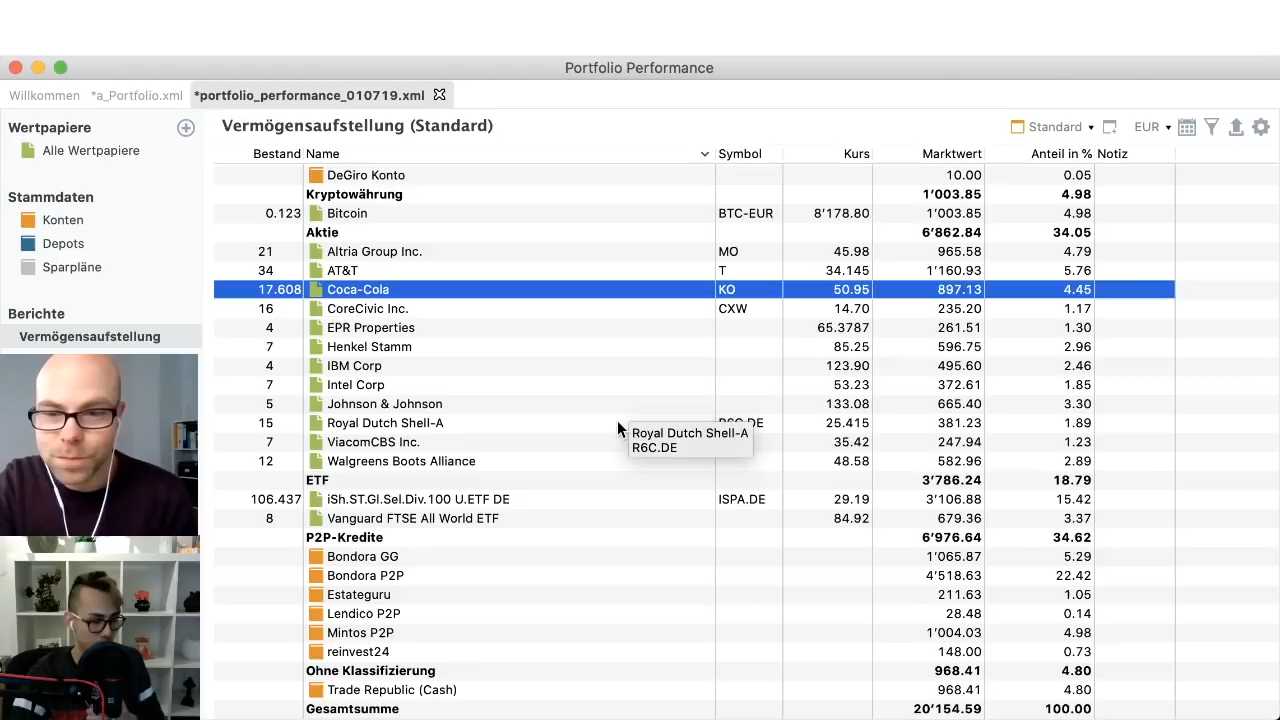 Portfolio Performance
Willkommen *a_Portfolio.xml *portfolio_performance_010719.xml
Wertpapiere
Alle Wertpapiere
Stammdaten
Konten
Depots
Sparpläne
Berichte
Vermögensaufstellung
Vermögensaufstellung (Standard)
Standard EUR
Bestand Name Symbol Kurs Marktwert Anteil in % Notiz
DeGiro Konto 10.00 0.05
Kryptowährung 1’003.85 4.98
0.123 Bitcoin BTC-EUR 8’178.80 1’003.85 4.98
Aktie 6’862.84 34.05
21 Altria Group Inc. MO 45.98 965.58 4.79
34 AT&T T 34.145 1’160.93 5.76
17.608 Coca-Cola KO 50.95 897.13 4.45
16 CoreCivic Inc. CXW 14.70 235.20 1.17
4 EPR Properties 65.3787 261.51 1.30
7 Henkel Stamm 85.25 596.75 2.96
4 IBM Corp 123.90 495.60 2.46
7 Intel Corp 53.23 372.61 1.85
5 Johnson & Johnson 133.08 665.40 3.30
15 Royal Dutch Shell-A R6C.DE 25.415 381.23 1.89
Royal Dutch Shell-A
R6C.DE
7 ViacomCBS Inc. 35.42 247.94 1.23
12 Walgreens Boots Alliance 48.58 582.96 2.89
ETF 3’786.24 18.79
106.437 iSh.ST.Gl.Sel.Div.100 U.ETF DE ISPA.DE 29.19 3’106.88 15.42
8 Vanguard FTSE All World ETF 84.92 679.36 3.37
P2P-Kredite 6’976.64 34.62
Bondora GG 1’065.87 5.29
Bondora P2P 4’518.63 22.42
Estateguru 211.63 1.05
Lendico P2P 28.48 0.14
Mintos P2P 1’004.03 4.98
reinvest24 148.00 0.73
Ohne Klassifizierung 968.41 4.80
Trade Republic (Cash) 968.41 4.80
Gesamtsumme 20’154.59 100.00